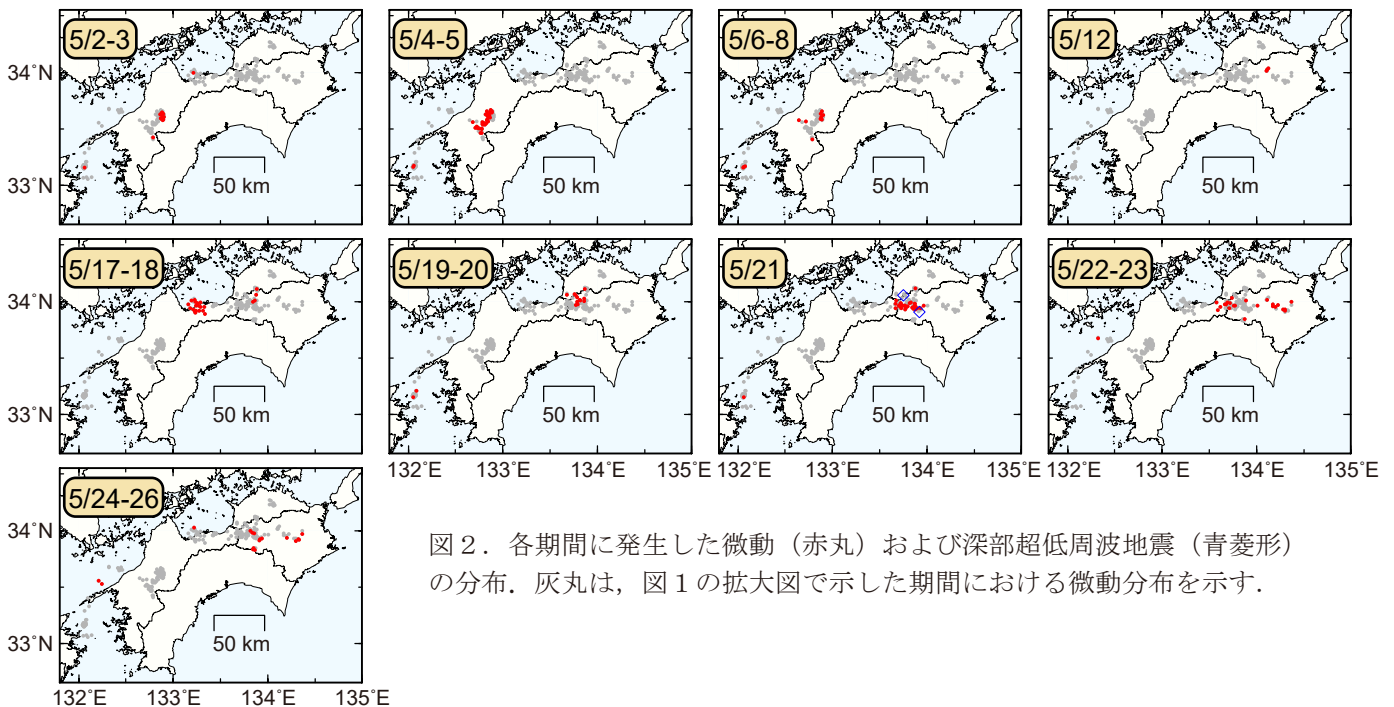 5/2-3
5/4-5
5/6-8
5/12
34°N
33°N
50 km
50 km
50 km
50 km
5/17-18
5/19-20
5/21
5/22-23
34°N
33°N
50 km
50 km
50 km
50 km
132°E 133°E 134°E 135°E
132°E 133°E 134°E 135°E
132°E 133°E 134°E 135°E
5/24-26
34°N
33°N
50 km
132°E 133°E 134°E 135°E
図２．各期間に発生した微動（赤丸）および深部超低周波地震（青菱形）
の分布．灰丸は，図１の拡大図で示した期間における微動分布を示す．